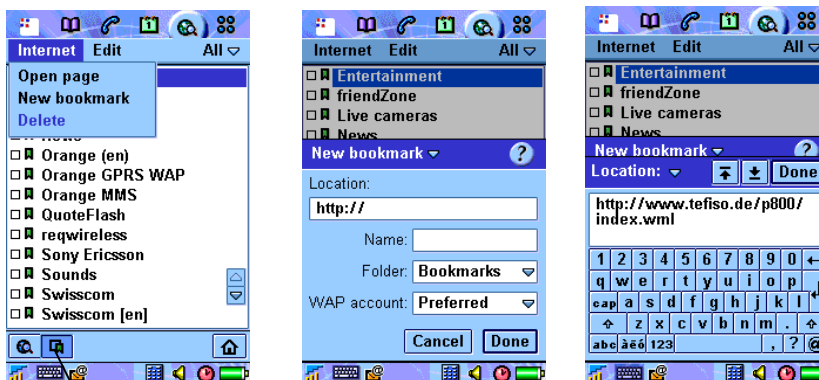 Internet Edit All
Open page
New bookmark
Delete
News
Orange (en)
Orange GPRS WAP
Orange MMS
QuoteFlash
reqwireless
Sony Ericsson
Sounds
Swisscom
Swisscom [en]
Internet Edit All
Entertainment
friendZone
Live cameras
News
New bookmark ?
Location:
http://
Name:
Folder: Bookmarks
WAP account: Preferred
Cancel Done
Internet Edit All
Entertainment
friendZone
Live cameras
News
New bookmark ?
Location: Done
http://www.tefiso.de/p800/
index.wml
1 2 3 4 5 6 7 8 9 0 ←
q w e r t y u i o p
cap a s d f g h j k l
z x c v b n m .
abc àëó 123 , ? @